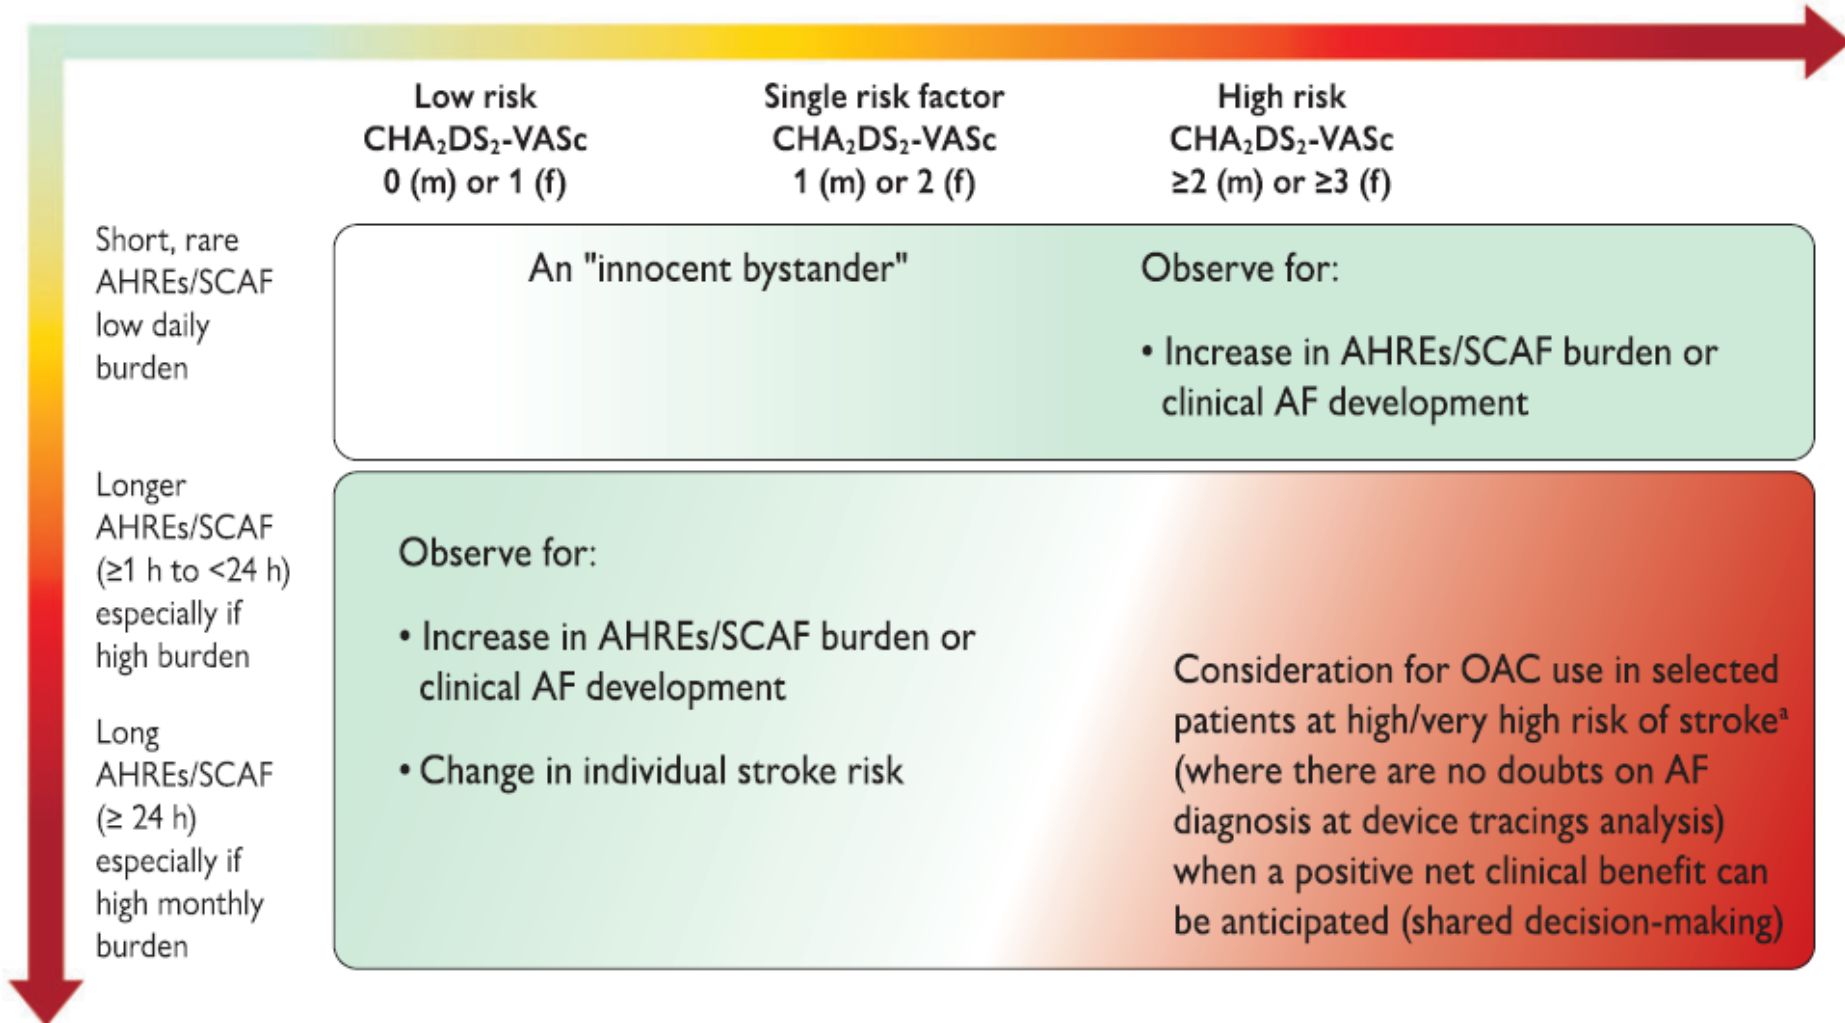 Low risk
CHA₂DS₂-VASc
0 (m) or 1 (f)
Single risk factor
CHA₂DS₂-VASc
1 (m) or 2 (f)
High risk
CHA₂DS₂-VASc
≥2 (m) or ≥3 (f)
Short, rare
AHREs/SCAF
low daily
burden
An "innocent bystander"
Observe for:
• Increase in AHREs/SCAF burden or
clinical AF development
Longer
AHREs/SCAF
(≥1 h to <24 h)
especially if
high burden
Long
AHREs/SCAF
(≥ 24 h)
especially if
high monthly
burden
Observe for:
• Increase in AHREs/SCAF burden or
clinical AF development
• Change in individual stroke risk
Consideration for OAC use in selected
patients at high/very high risk of strokeᵃ
(where there are no doubts on AF
diagnosis at device tracings analysis)
when a positive net clinical benefit can
be anticipated (shared decision-making)